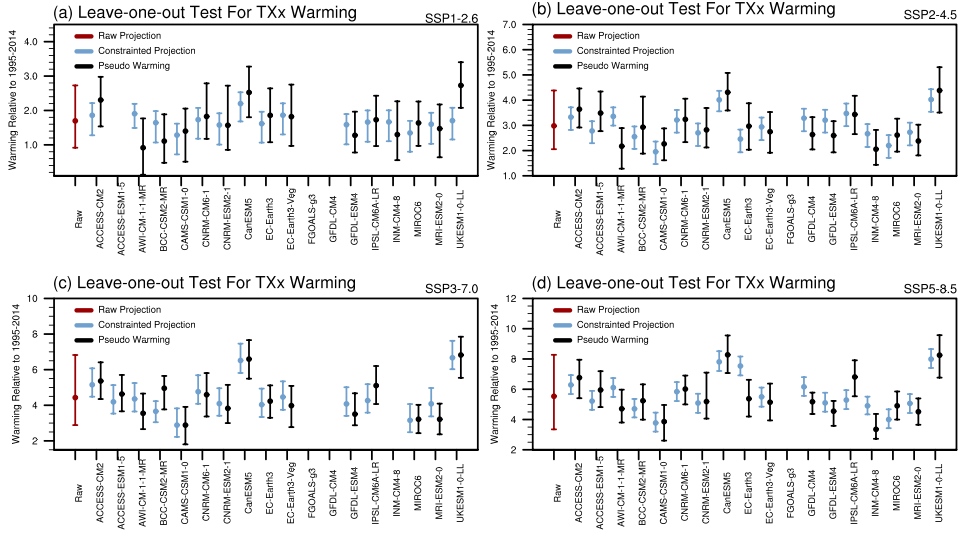 (a) Leave-one-out Test For TXx Warming
SSP1-2.6
Warming Relative to 1995-2014
4.0
3.0
2.0
1.0
Raw Projection
Constrainted Projection
Pseudo Warming
Raw
ACCESS-CM2
ACCESS-ESM1-5
AWI-CM-1-1-MR
BCC-CSM2-MR
CAMS-CSM1-0
CNRM-CM6-1
CNRM-ESM2-1
CanESM5
EC-Earth3
EC-Earth3-Veg
FGOALS-g3
GFDL-CM4
GFDL-ESM4
IPSL-CM6A-LR
INM-CM4-8
MIROC6
MRI-ESM2-0
UKESM1-0-LL
(b) Leave-one-out Test For TXx Warming
SSP2-4.5
Warming Relative to 1995-2014
7.0
6.0
5.0
4.0
3.0
2.0
1.0
Raw Projection
Constrainted Projection
Pseudo Warming
Raw
ACCESS-CM2
ACCESS-ESM1-5
AWI-CM-1-1-MR
BCC-CSM2-MR
CAMS-CSM1-0
CNRM-CM6-1
CNRM-ESM2-1
CanESM5
EC-Earth3
EC-Earth3-Veg
FGOALS-g3
GFDL-CM4
GFDL-ESM4
IPSL-CM6A-LR
INM-CM4-8
MIROC6
MRI-ESM2-0
UKESM1-0-LL
(c) Leave-one-out Test For TXx Warming
SSP3-7.0
Warming Relative to 1995-2014
10
8
6
4
2
Raw Projection
Constrainted Projection
Pseudo Warming
Raw
ACCESS-CM2
ACCESS-ESM1-5
AWI-CM-1-1-MR
BCC-CSM2-MR
CAMS-CSM1-0
CNRM-CM6-1
CNRM-ESM2-1
CanESM5
EC-Earth3
EC-Earth3-Veg
FGOALS-g3
GFDL-CM4
GFDL-ESM4
IPSL-CM6A-LR
INM-CM4-8
MIROC6
MRI-ESM2-0
UKESM1-0-LL
(d) Leave-one-out Test For TXx Warming
SSP5-8.5
Warming Relative to 1995-2014
12
10
8
6
4
2
Raw Projection
Constrainted Projection
Pseudo Warming
Raw
ACCESS-CM2
ACCESS-ESM1-5
AWI-CM-1-1-MR
BCC-CSM2-MR
CAMS-CSM1-0
CNRM-CM6-1
CNRM-ESM2-1
CanESM5
EC-Earth3
EC-Earth3-Veg
FGOALS-g3
GFDL-CM4
GFDL-ESM4
IPSL-CM6A-LR
INM-CM4-8
MIROC6
MRI-ESM2-0
UKESM1-0-LL